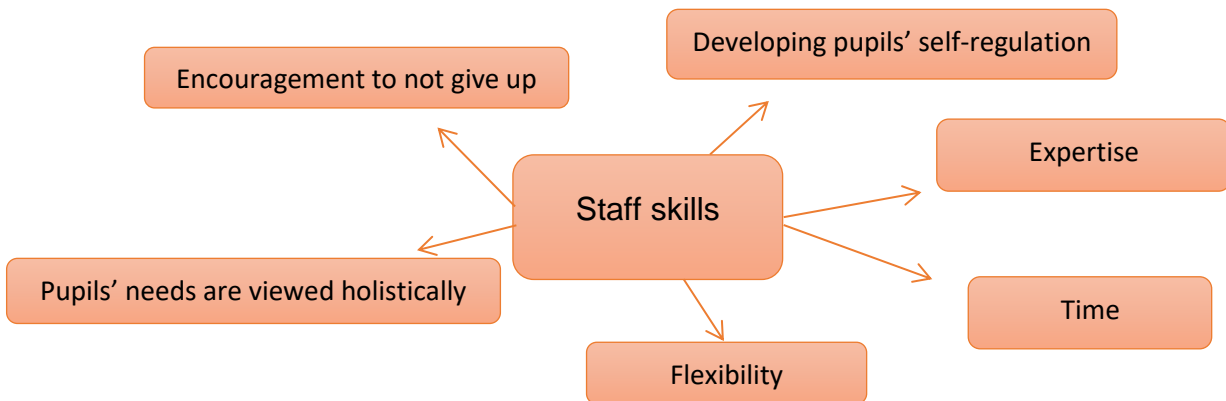 Developing pupils’ self-regulation
Encouragement to not give up
Expertise
Staff skills
Pupils’ needs are viewed holistically
Time
Flexibility